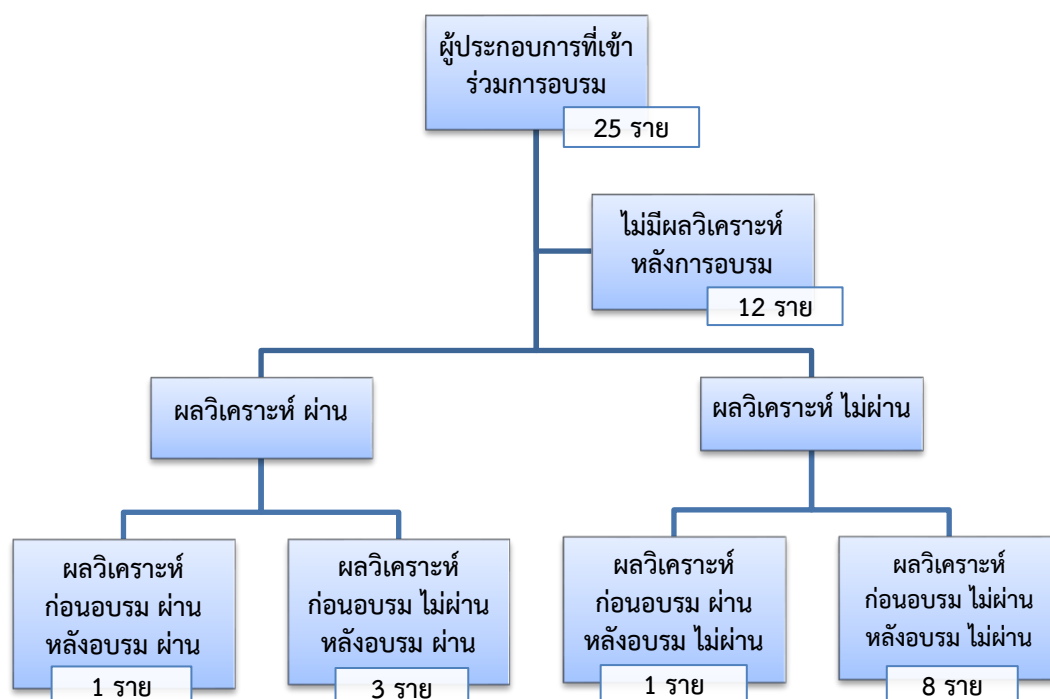 ผู้ประกอบการที่เข้า
ร่วมการอบรม
25 ราย
ไม่มีผลวิเคราะห์
หลังการอบรม
12 ราย
ผลวิเคราะห์ ผ่าน
ผลวิเคราะห์ ไม่ผ่าน
ผลวิเคราะห์
ก่อนอบรม ผ่าน
หลังอบรม ผ่าน
1 ราย
ผลวิเคราะห์
ก่อนอบรม ไม่ผ่าน
หลังอบรม ผ่าน
3 ราย
ผลวิเคราะห์
ก่อนอบรม ผ่าน
หลังอบรม ไม่ผ่าน
1 ราย
ผลวิเคราะห์
ก่อนอบรม ไม่ผ่าน
หลังอบรม ไม่ผ่าน
8 ราย